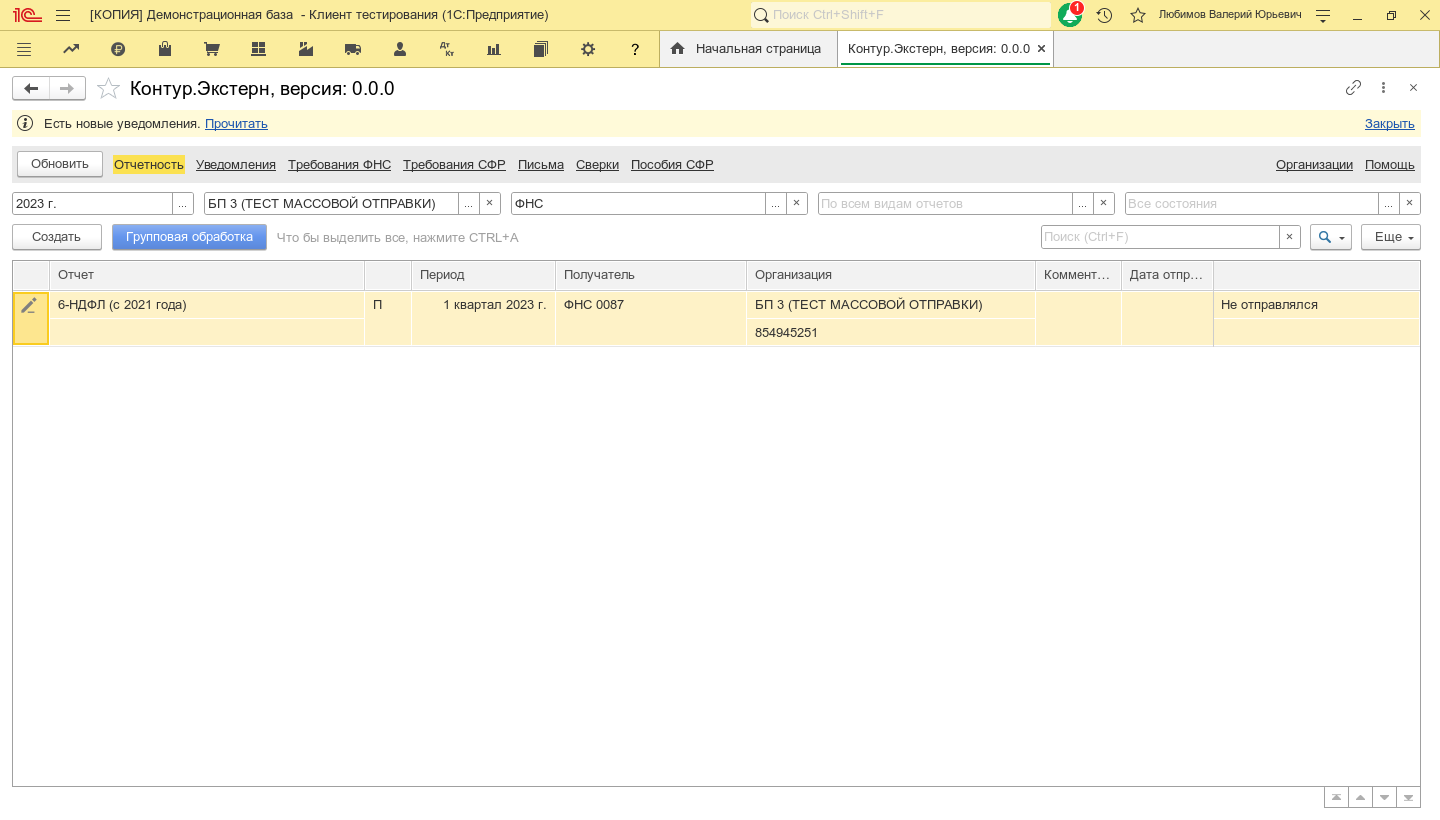 [КОПИЯ] Демонстрационная база - Клиент тестирования (1С:Предприятие)
Поиск Ctrl+Shift+F
1
Любимов Валерий Юрьевич
Дт
Кт
?
Начальная страница
Контур.Экстерн, версия: 0.0.0
Контур.Экстерн, версия: 0.0.0
Есть новые уведомления. Прочитать
Закрыть
Обновить
Отчетность
Уведомления
Требования ФНС
Требования СФР
Письма
Сверки
Пособия СФР
Организации
Помощь
2023 г.
...
БП 3 (ТЕСТ МАССОВОЙ ОТПРАВКИ)
...
ФНС
...
По всем видам отчетов
...
Все состояния
...
Создать
Групповая обработка
Что бы выделить все, нажмите CTRL+A
Поиск (Ctrl+F)
Еще
Отчет
Период
Получатель
Организация
Коммент...
Дата отпр...
6-НДФЛ (с 2021 года)
П
1 квартал 2023 г.
ФНС 0087
БП 3 (ТЕСТ МАССОВОЙ ОТПРАВКИ)
Не отправлялся
854945251